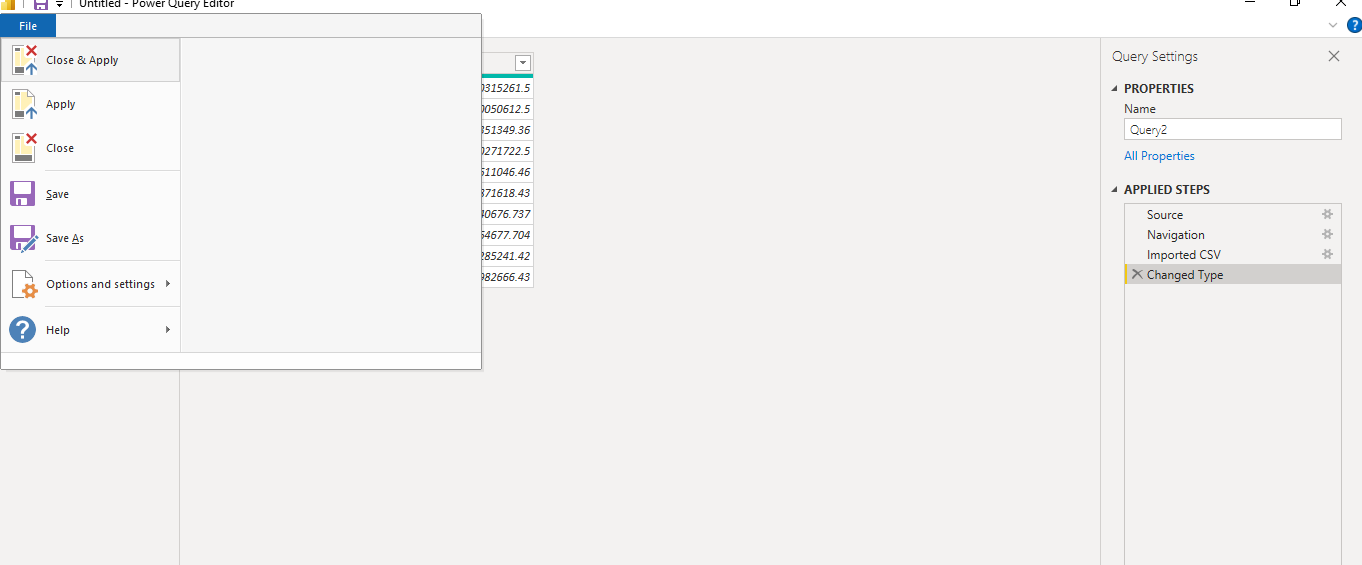 Untitled - Power Query Editor
File
Close & Apply
Apply
Close
Save
Save As
Options and settings
Help
0315261.5
0050612.5
351349.36
0271722.5
511046.46
371618.43
40676.737
54677.704
285241.42
982666.43
Query Settings
PROPERTIES
Name
Query2
All Properties
APPLIED STEPS
Source
Navigation
Imported CSV
Changed Type